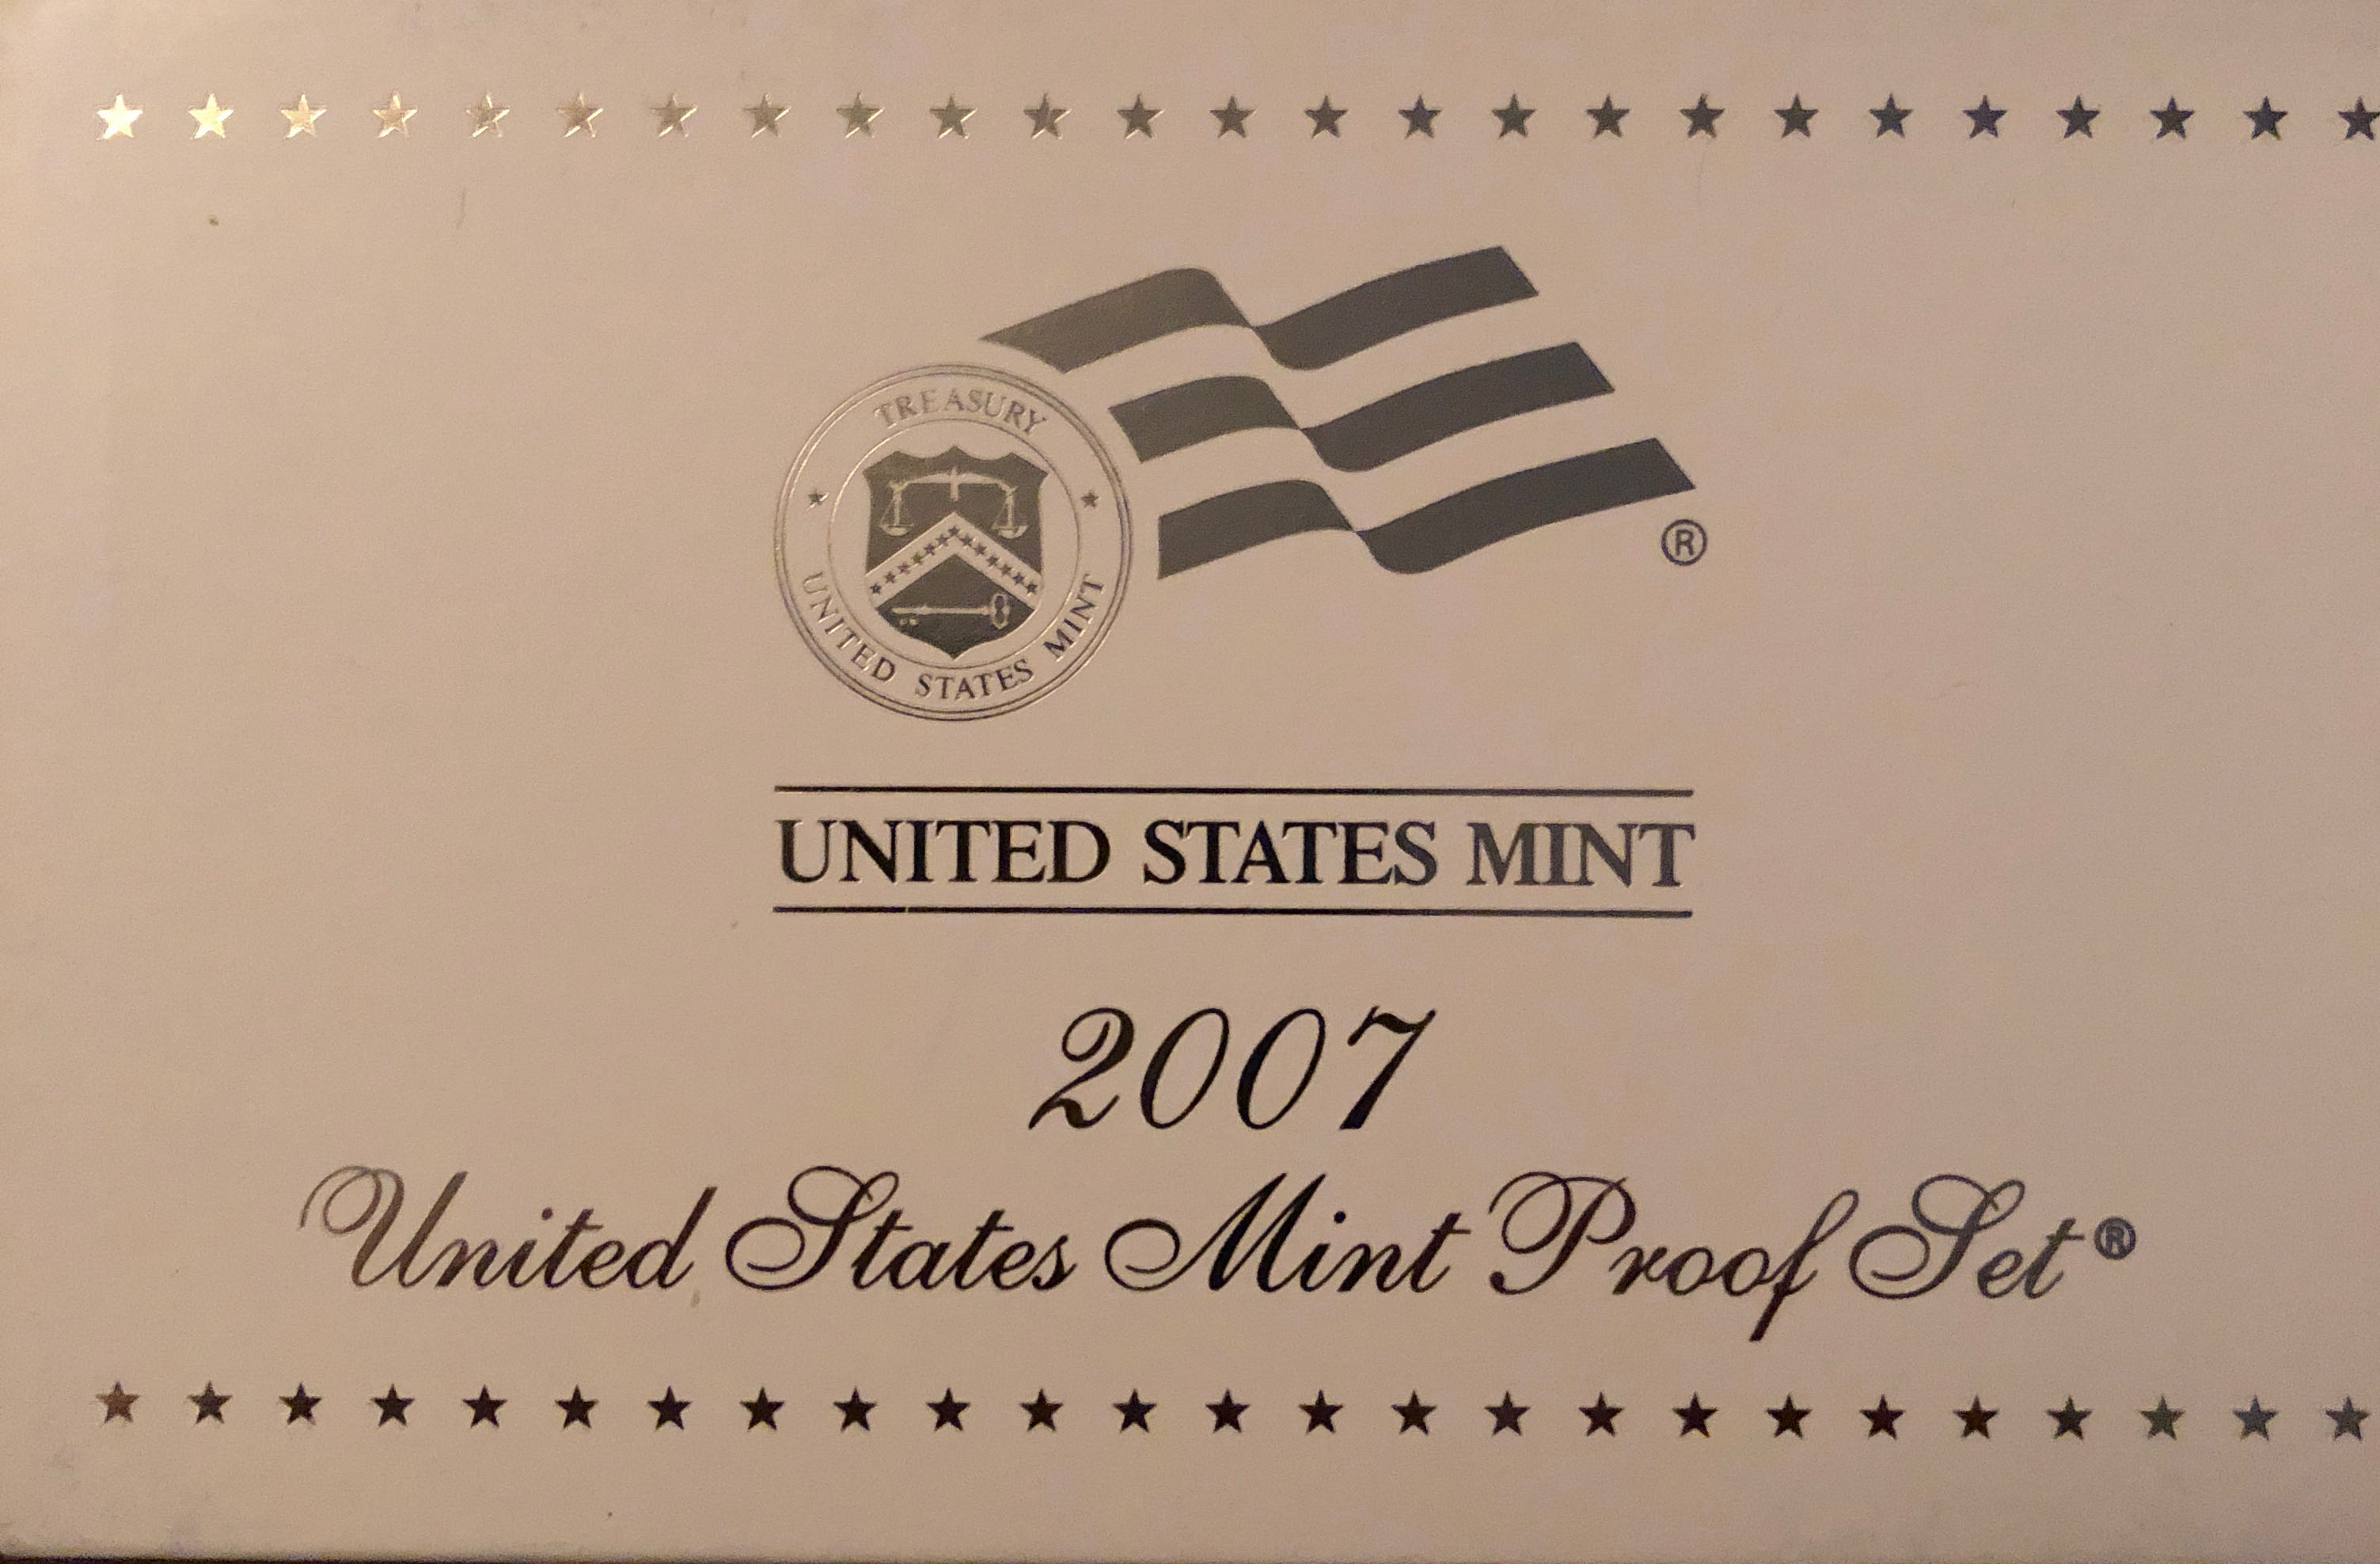 TREASURY
UNITED STATES MINT
®
UNITED STATES MINT
2007
United States Mint Proof Set®